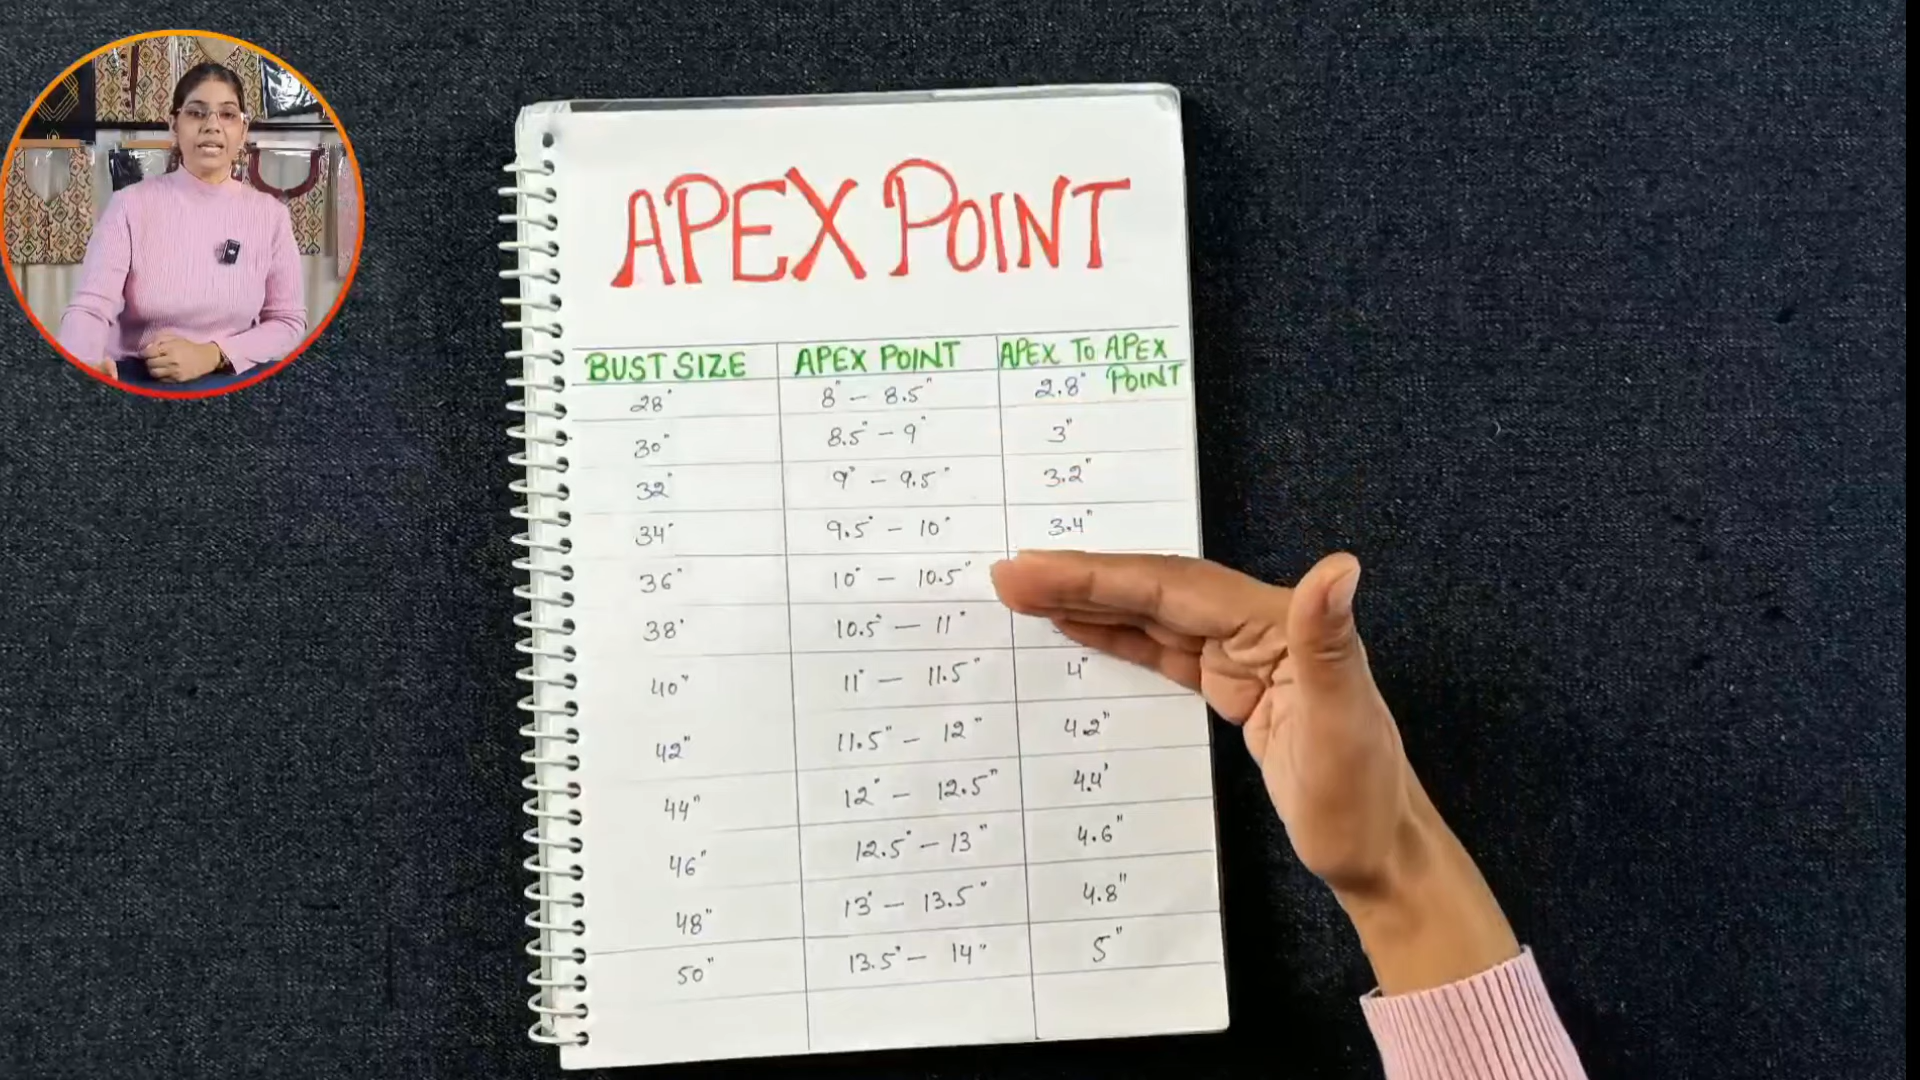 APEX POINT
BUST SIZE APEX POINT APEX TO APEX POINT
28" 8" - 8.5" 2.8"
30" 8.5" - 9" 3"
32" 9" - 9.5" 3.2"
34" 9.5" - 10" 3.4"
36" 10" - 10.5"
38" 10.5" - 11"
40" 11" - 11.5" 4"
42" 11.5" - 12" 4.2"
44" 12" - 12.5" 4.4"
46" 12.5" - 13" 4.6"
48" 13" - 13.5" 4.8"
50" 13.5" - 14" 5"